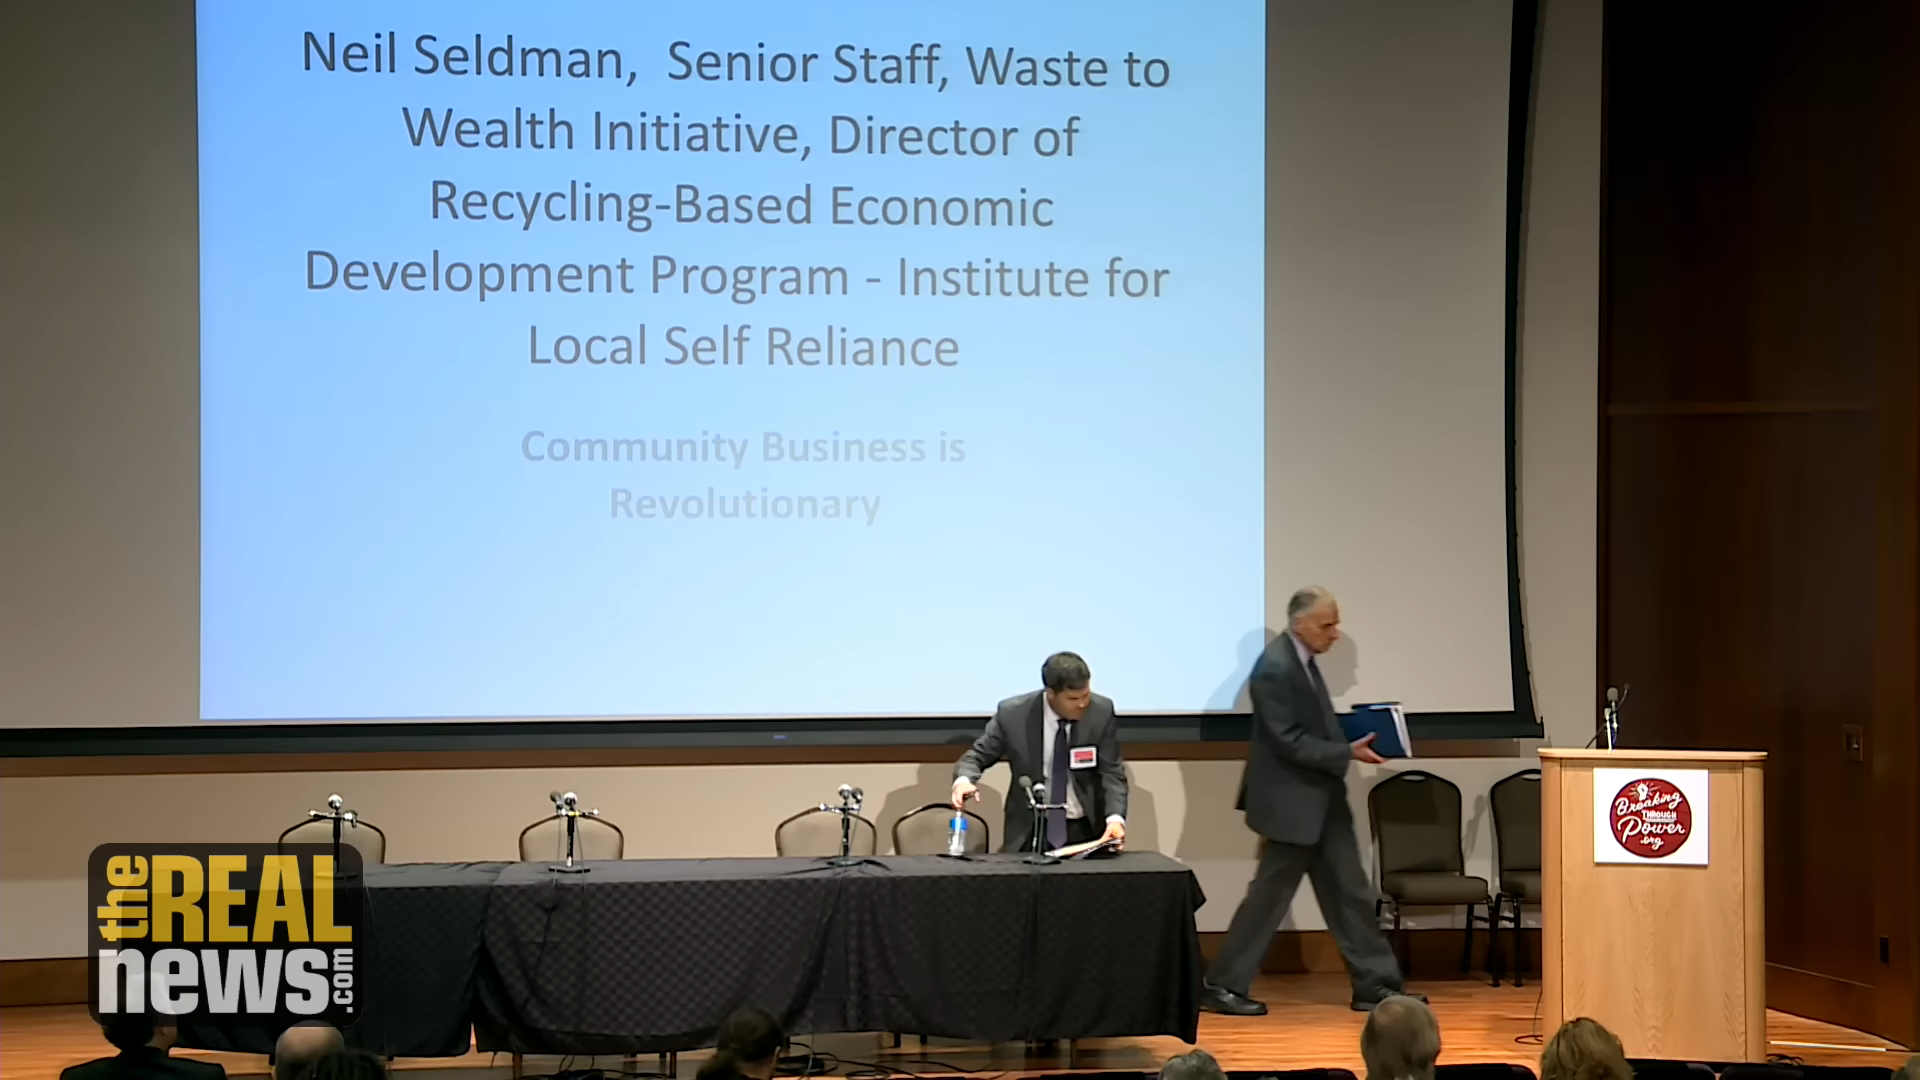 Neil Seldman, Senior Staff, Waste to
Wealth Initiative, Director of
Recycling-Based Economic
Development Program - Institute for
Local Self Reliance
Community Business is
Revolutionary
Breaking
THROUGH
Power
.org
the REAL
news.com